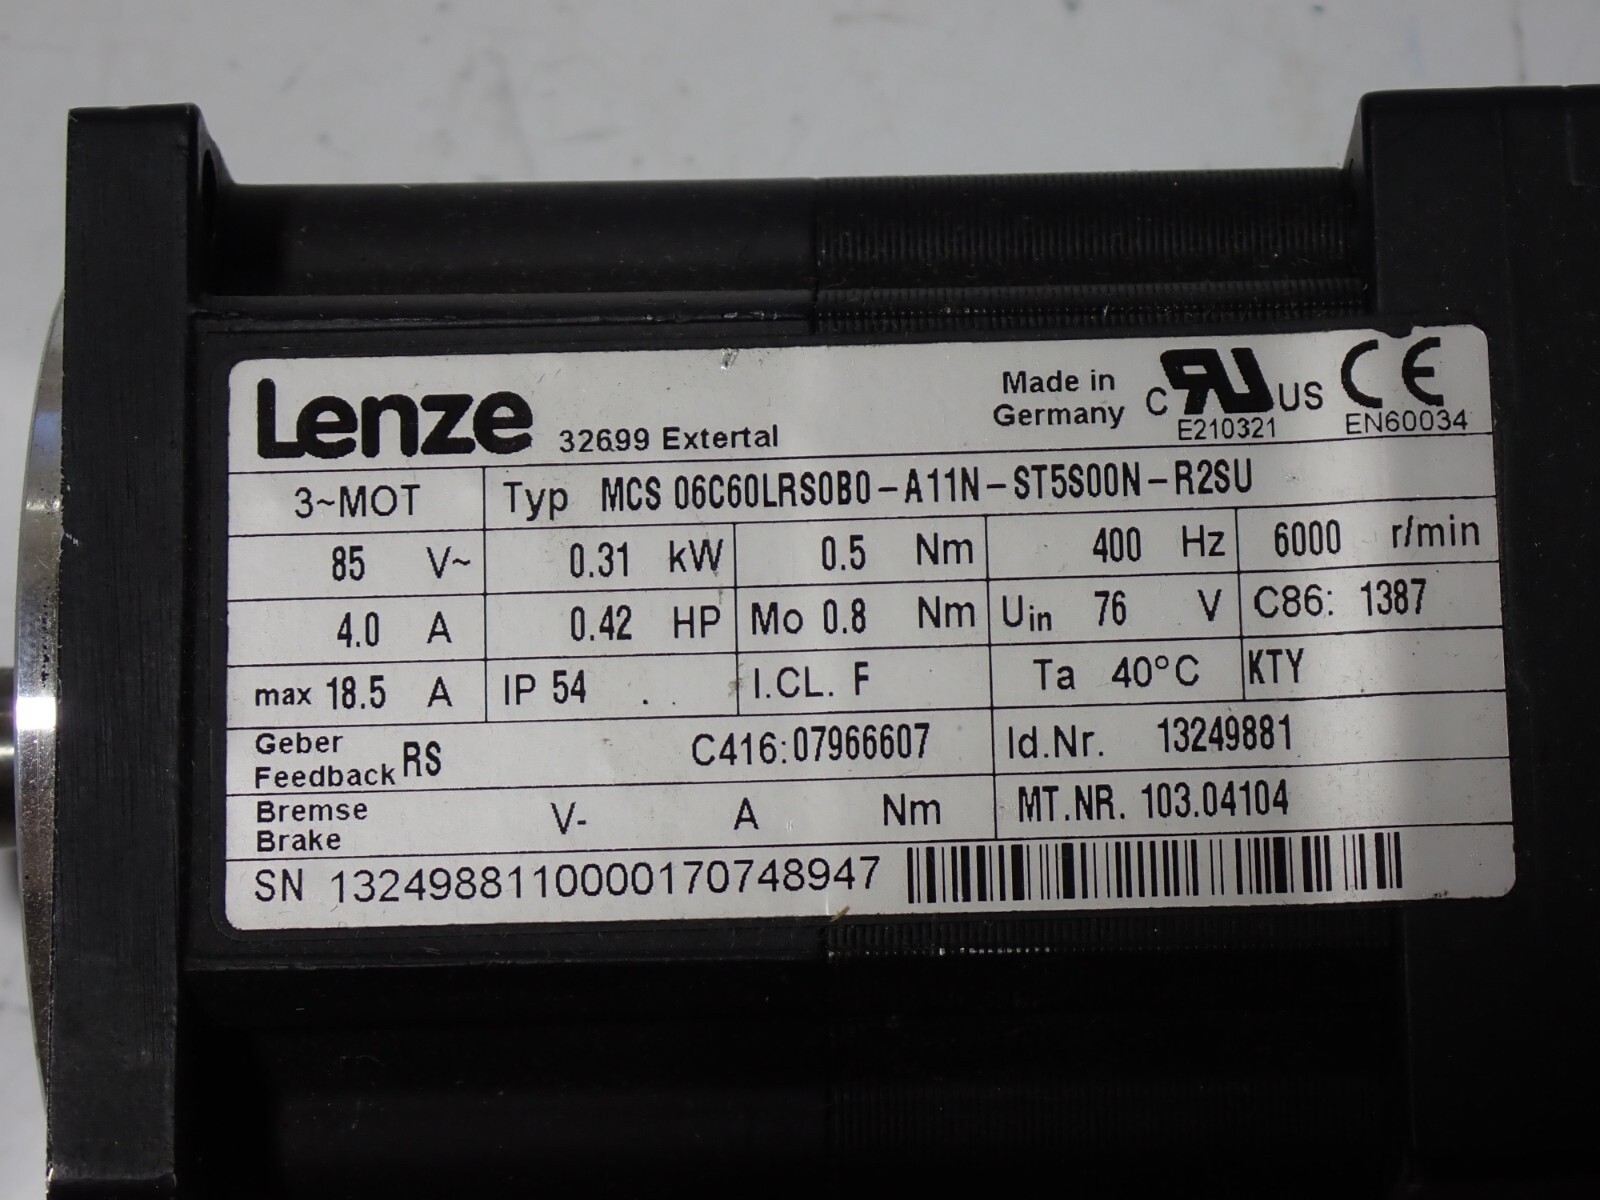 Lenze 32699 Extertal Made in Germany C RU US E210321 CE EN60034
3~MOT Typ MCS 06C60LRS0B0-A11N-ST5S00N-R2SU
85 V~ 0.31 kW 0.5 Nm 400 Hz 6000 r/min
4.0 A 0.42 HP Mo 0.8 Nm Uin 76 V C86: 1387
max 18.5 A IP 54 I.CL. F Ta 40°C KTY
Geber Feedback RS C416:07966607 Id.Nr. 13249881
Bremse Brake V- A Nm MT.NR. 103.04104
SN 1324988110000170748947